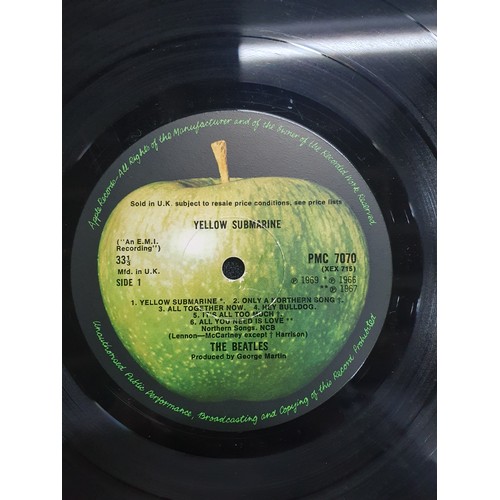 Apple Records-All Rights of the Manufacturer and of the Owner of the Recorded Work Reserved
Sold in U.K. subject to resale price conditions, see price lists
YELLOW SUBMARINE
("An E.M.I.
Recording")
33⅓
Mfd. in U.K.
SIDE 1
PMC 7070
(XEX 715)
℗ 1969 * ℗ 1966
** ℗ 1967
1. YELLOW SUBMARINE *. 2. ONLY A NORTHERN SONG †.
3. ALL TOGETHER NOW. 4. HEY BULLDOG.
5. IT'S ALL TOO MUCH †.
6. ALL YOU NEED IS LOVE **
Northern Songs. NCB
(Lennon—McCartney except † Harrison)
THE BEATLES
Produced by George Martin
Unauthorised Public Performance, Broadcasting and Copying of this Record Prohibited